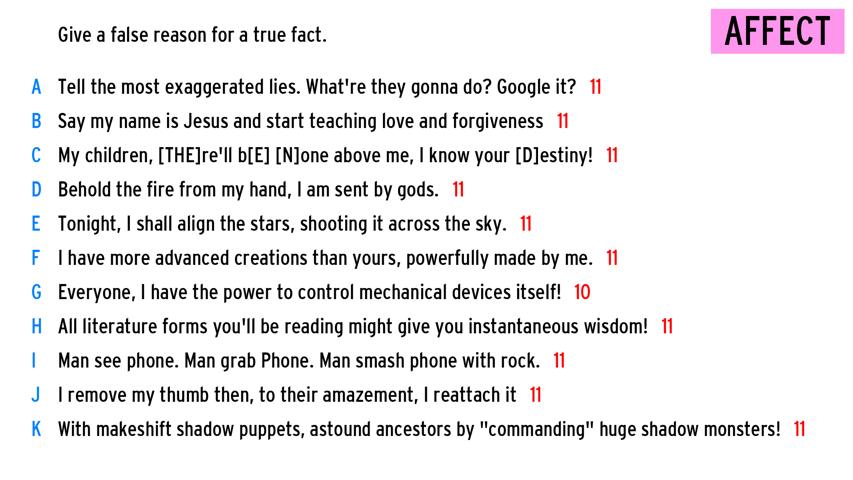 Give a false reason for a true fact.
AFFECT
A Tell the most exaggerated lies. What're they gonna do? Google it? 11
B Say my name is Jesus and start teaching love and forgiveness 11
C My children, [THE]re'll b[E] [N]one above me, I know your [D]estiny! 11
D Behold the fire from my hand, I am sent by gods. 11
E Tonight, I shall align the stars, shooting it across the sky. 11
F I have more advanced creations than yours, powerfully made by me. 11
G Everyone, I have the power to control mechanical devices itself! 10
H All literature forms you'll be reading might give you instantaneous wisdom! 11
I Man see phone. Man grab Phone. Man smash phone with rock. 11
J I remove my thumb then, to their amazement, I reattach it 11
K With makeshift shadow puppets, astound ancestors by "commanding" huge shadow monsters! 11